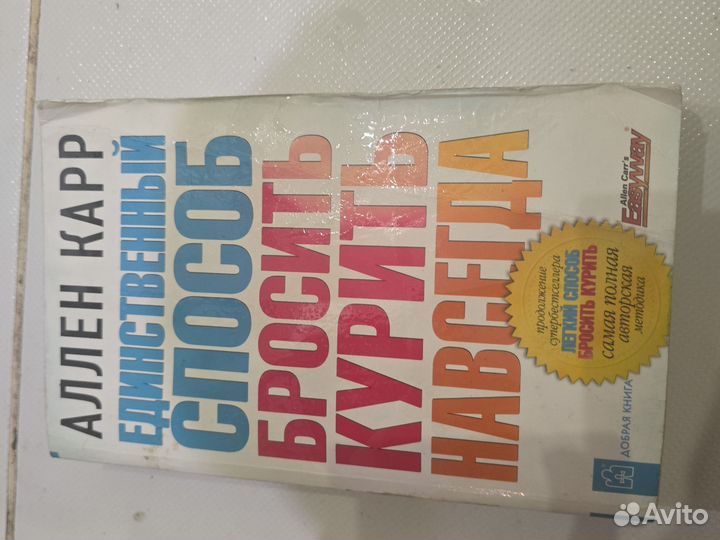 АЛЛЕН КАРР
ЕДИНСТВЕННЫЙ
СПОСОБ
БРОСИТЬ
КУРИТЬ
НАВСЕГДА
продолжение
супербестселлера
ЛЕГКИЙ СПОСОБ
БРОСИТЬ КУРИТЬ
самая полная
авторская
методика
Allen Carr's
EASYWAY®
ДОБРАЯ КНИГА
Avito